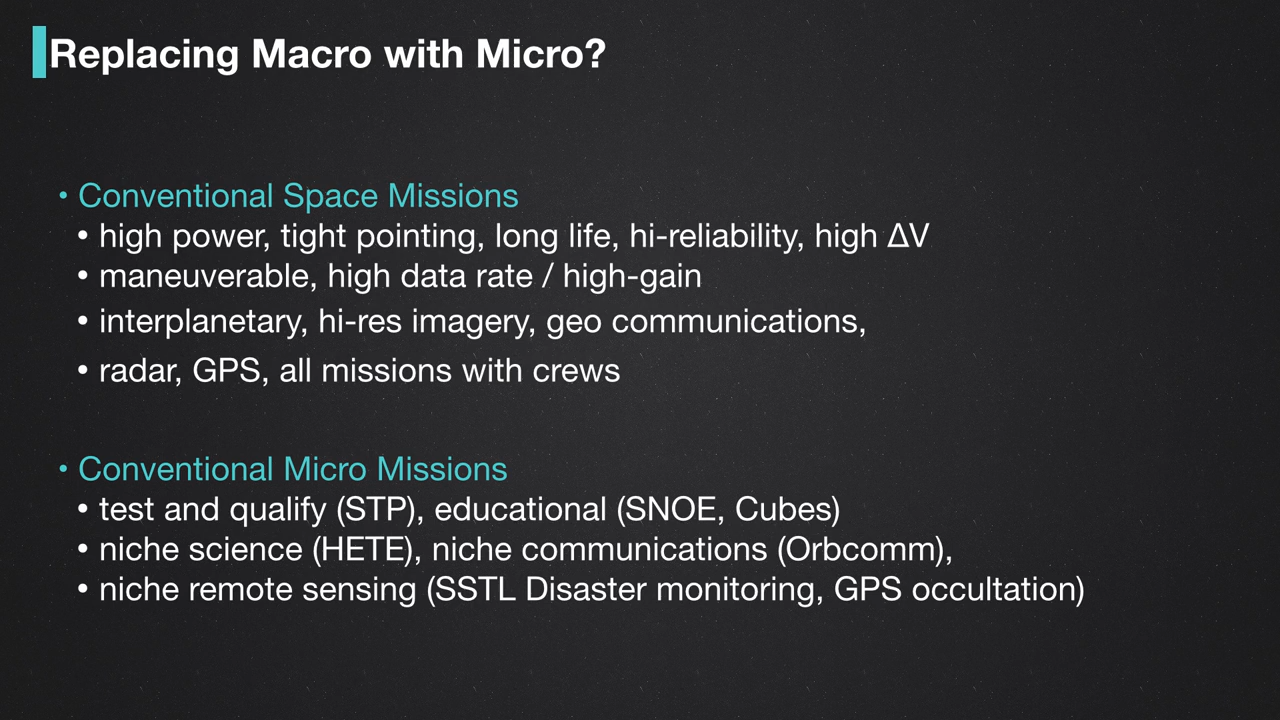 Replacing Macro with Micro?
• Conventional Space Missions
• high power, tight pointing, long life, hi-reliability, high ΔV
• maneuverable, high data rate / high-gain
• interplanetary, hi-res imagery, geo communications,
• radar, GPS, all missions with crews
• Conventional Micro Missions
• test and qualify (STP), educational (SNOE, Cubes)
• niche science (HETE), niche communications (Orbcomm),
• niche remote sensing (SSTL Disaster monitoring, GPS occultation)